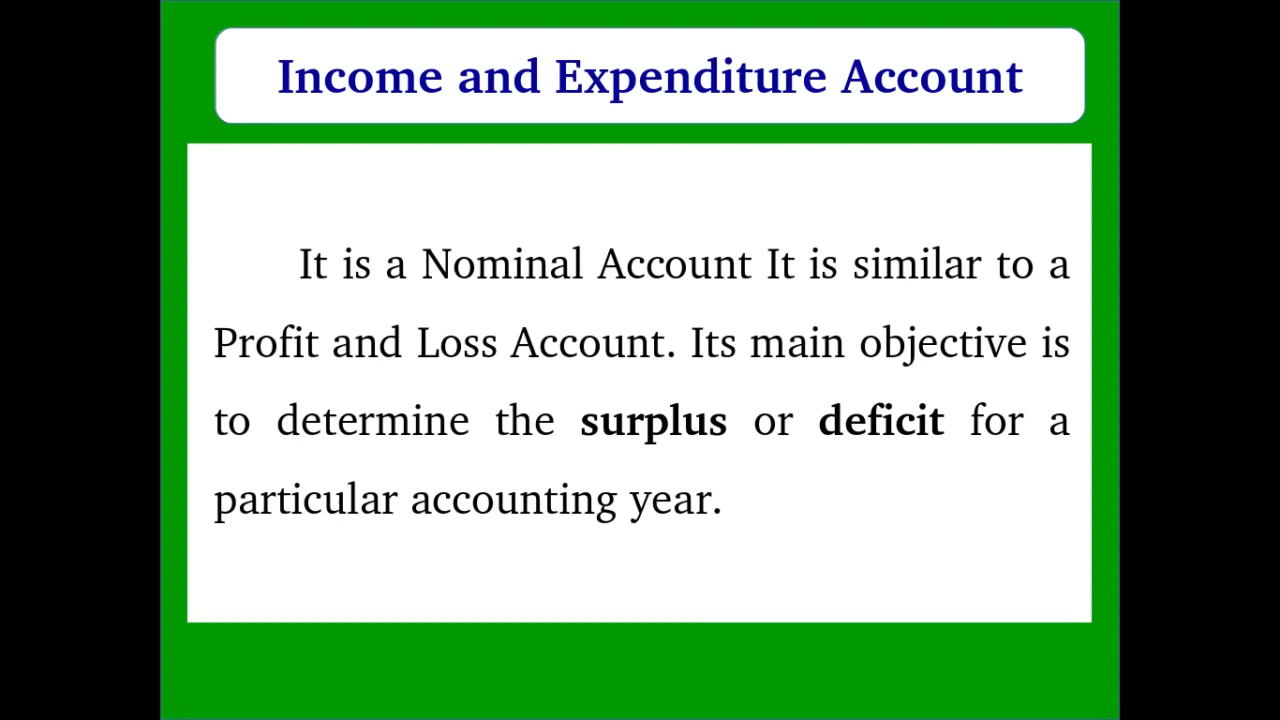 Income and Expenditure Account
It is a Nominal Account It is similar to a
Profit and Loss Account. Its main objective is
to determine the surplus or deficit for a
particular accounting year.